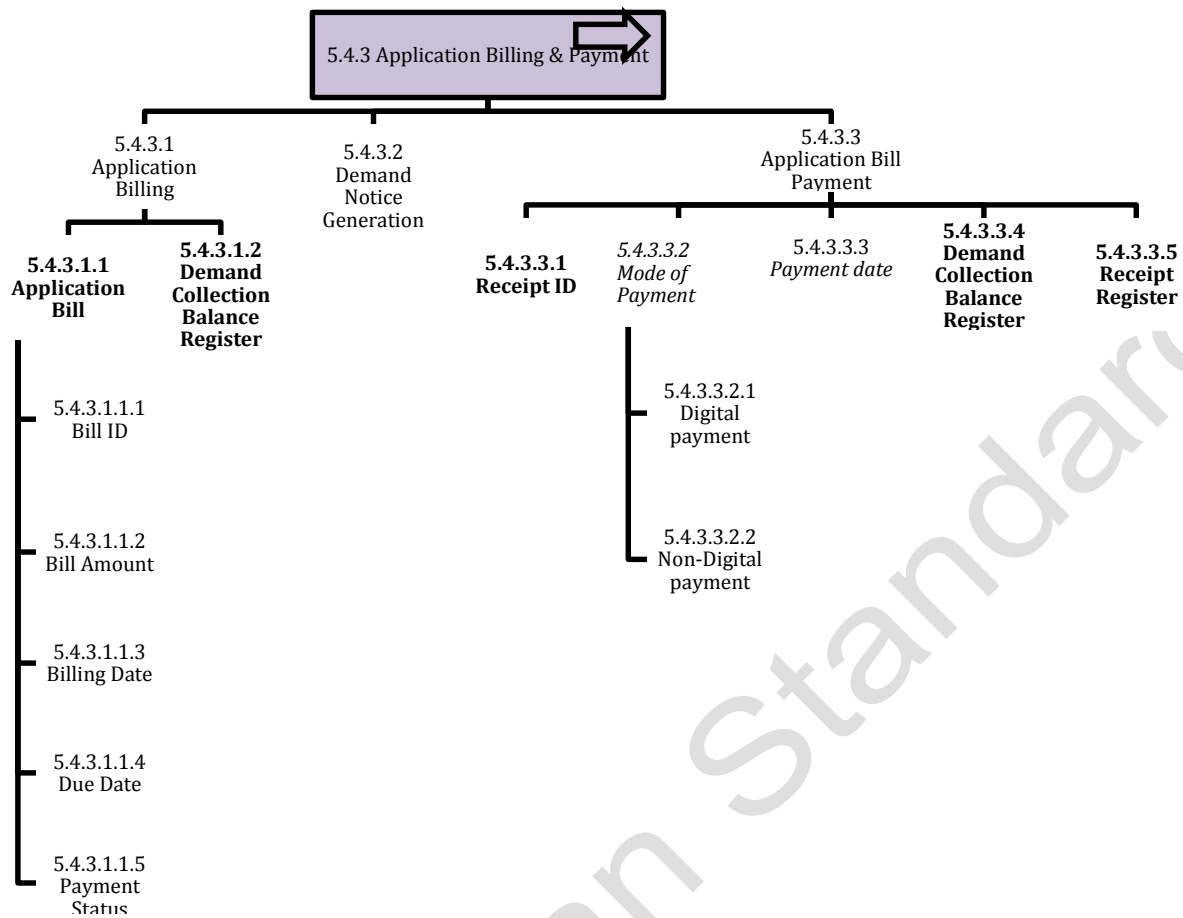 5.4.3 Application Billing & Payment
5.4.3.1
Application
Billing
5.4.3.2
Demand
Notice
Generation
5.4.3.3
Application Bill
Payment
5.4.3.1.1
Application
Bill
5.4.3.1.2
Demand
Collection
Balance
Register
5.4.3.3.1
Receipt ID
5.4.3.3.2
Mode of
Payment
5.4.3.3.3
Payment date
5.4.3.3.4
Demand
Collection
Balance
Register
5.4.3.3.5
Receipt
Register
5.4.3.1.1.1
Bill ID
5.4.3.1.1.2
Bill Amount
5.4.3.1.1.3
Billing Date
5.4.3.1.1.4
Due Date
5.4.3.1.1.5
Payment
Status
5.4.3.3.2.1
Digital
payment
5.4.3.3.2.2
Non-Digital
payment